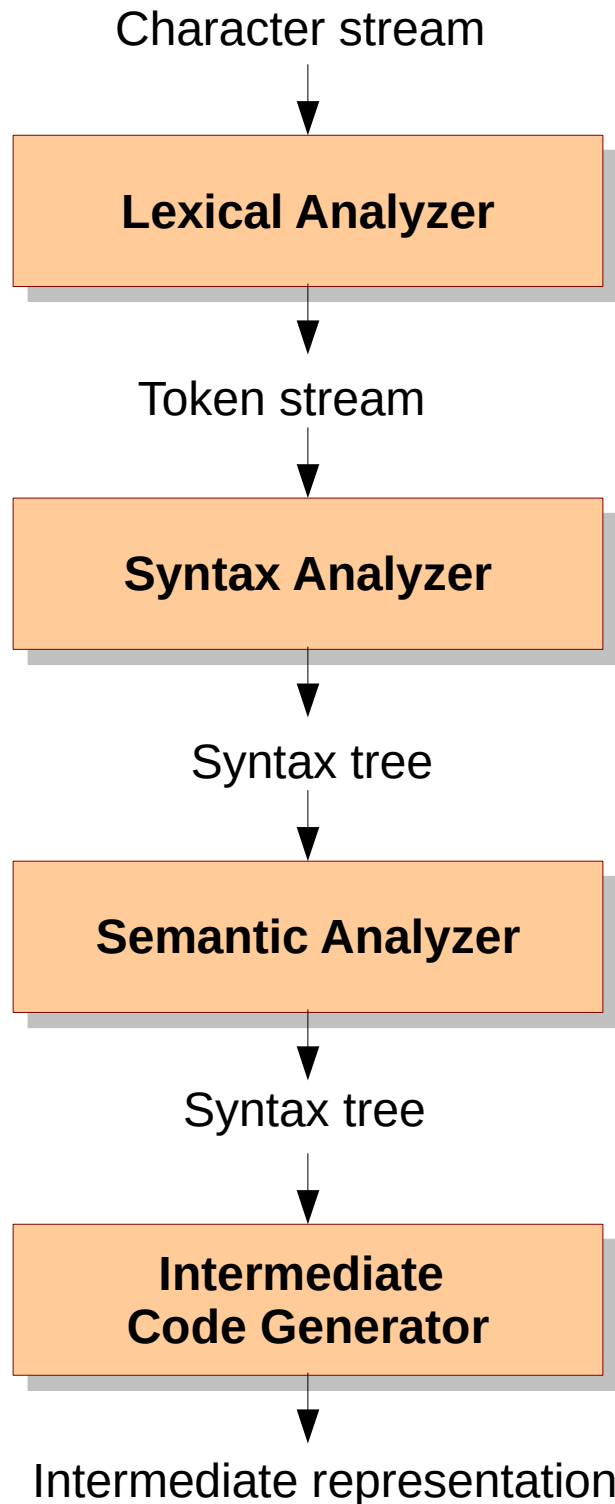 Character stream
Lexical Analyzer
Token stream
Syntax Analyzer
Syntax tree
Semantic Analyzer
Syntax tree
Intermediate
Code Generator
Intermediate representation